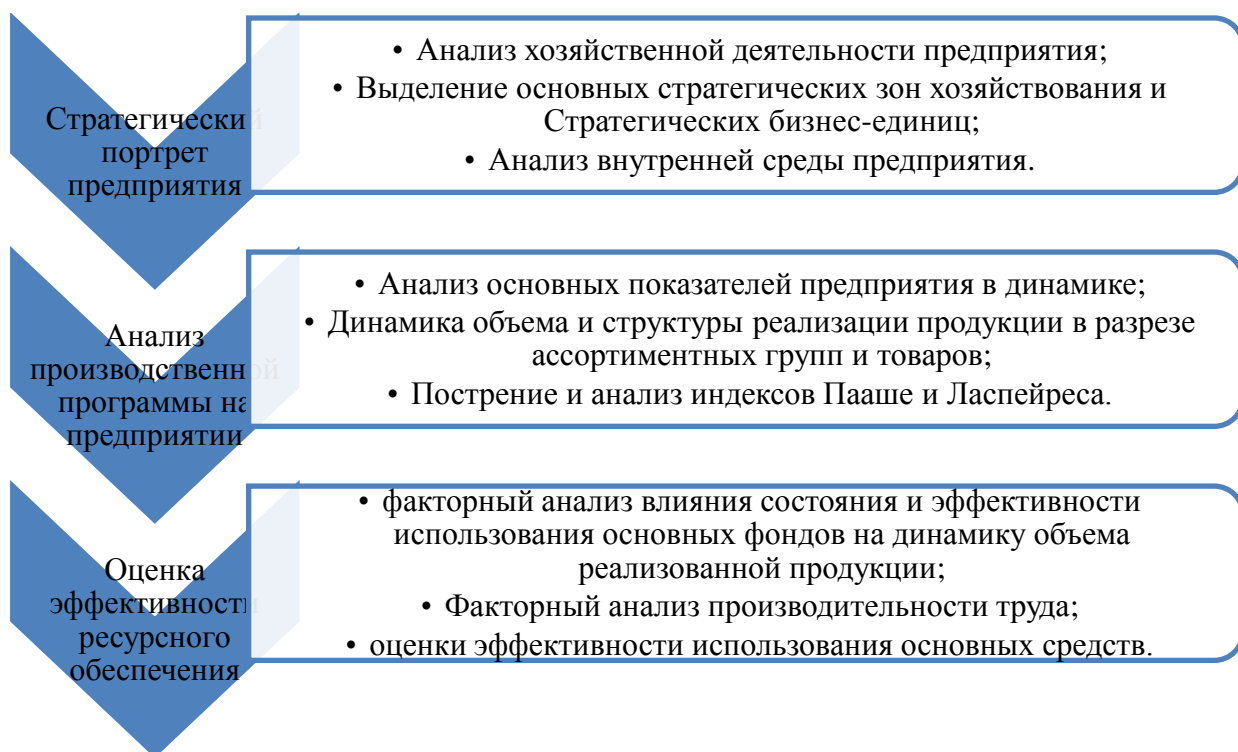 Стратегический
портрет
предприятия
• Анализ хозяйственной деятельности предприятия;
• Выделение основных стратегических зон хозяйствования и
Стратегических бизнес-единиц;
• Анализ внутренней среды предприятия.
Анализ
производственной
программы на
предприятии
• Анализ основных показателей предприятия в динамике;
• Динамика объема и структуры реализации продукции в разрезе
ассортиментных групп и товаров;
• Пострение и анализ индексов Пааше и Ласпейреса.
Оценка
эффективности
ресурсного
обеспечения
• факторный анализ влияния состояния и эффективности
использования основных фондов на динамику объема
реализованной продукции;
• Факторный анализ производительности труда;
• оценки эффективности использования основных средств.